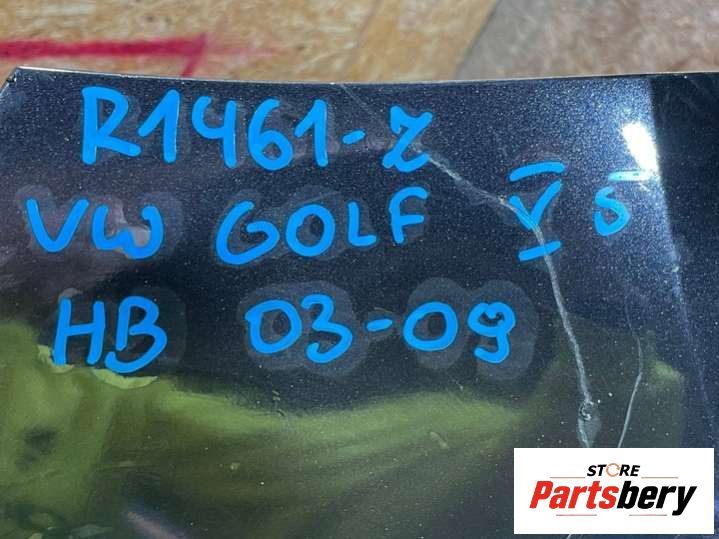 R1461-z
VW GOLF V 5
HB 03-09
STORE
Partsbery